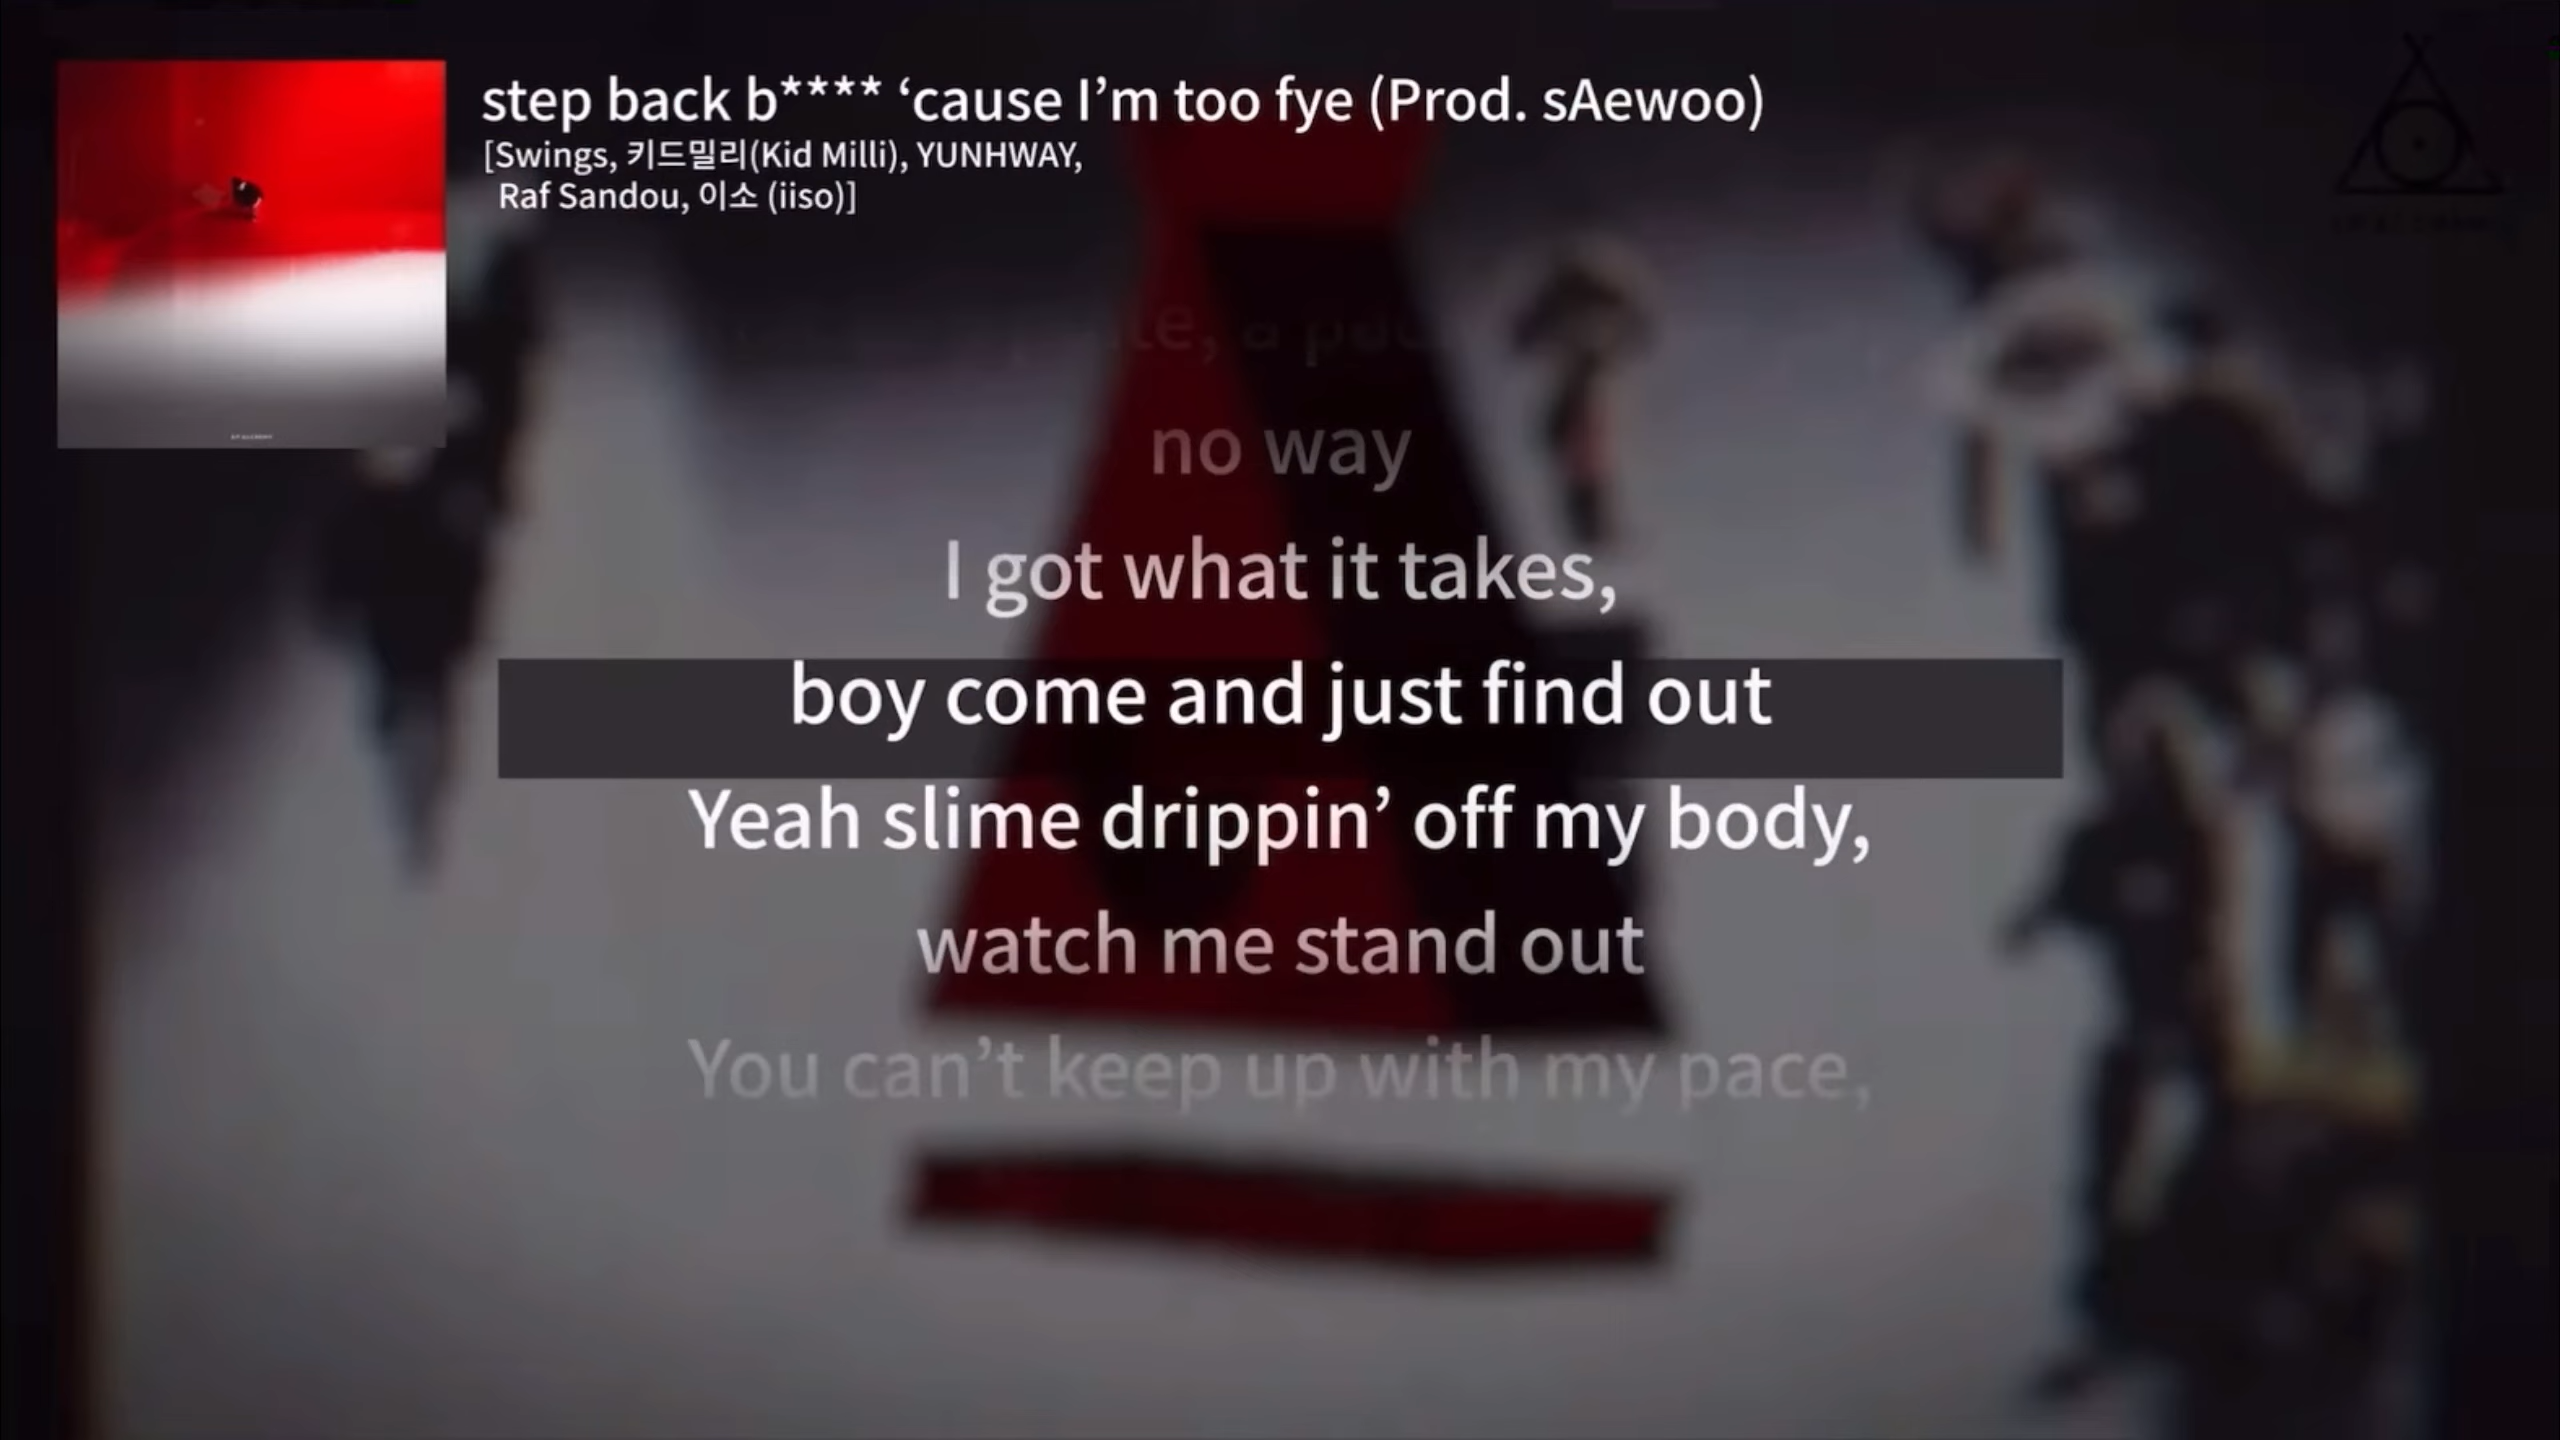 step back b**** ‘cause I’m too fye (Prod. sAewoo)
[Swings, 키드밀리(Kid Milli), YUNHWAY,
Raf Sandou, 이소 (iiso)]
no way
I got what it takes,
boy come and just find out
Yeah slime drippin’ off my body,
watch me stand out
You can’t keep up with my pace,